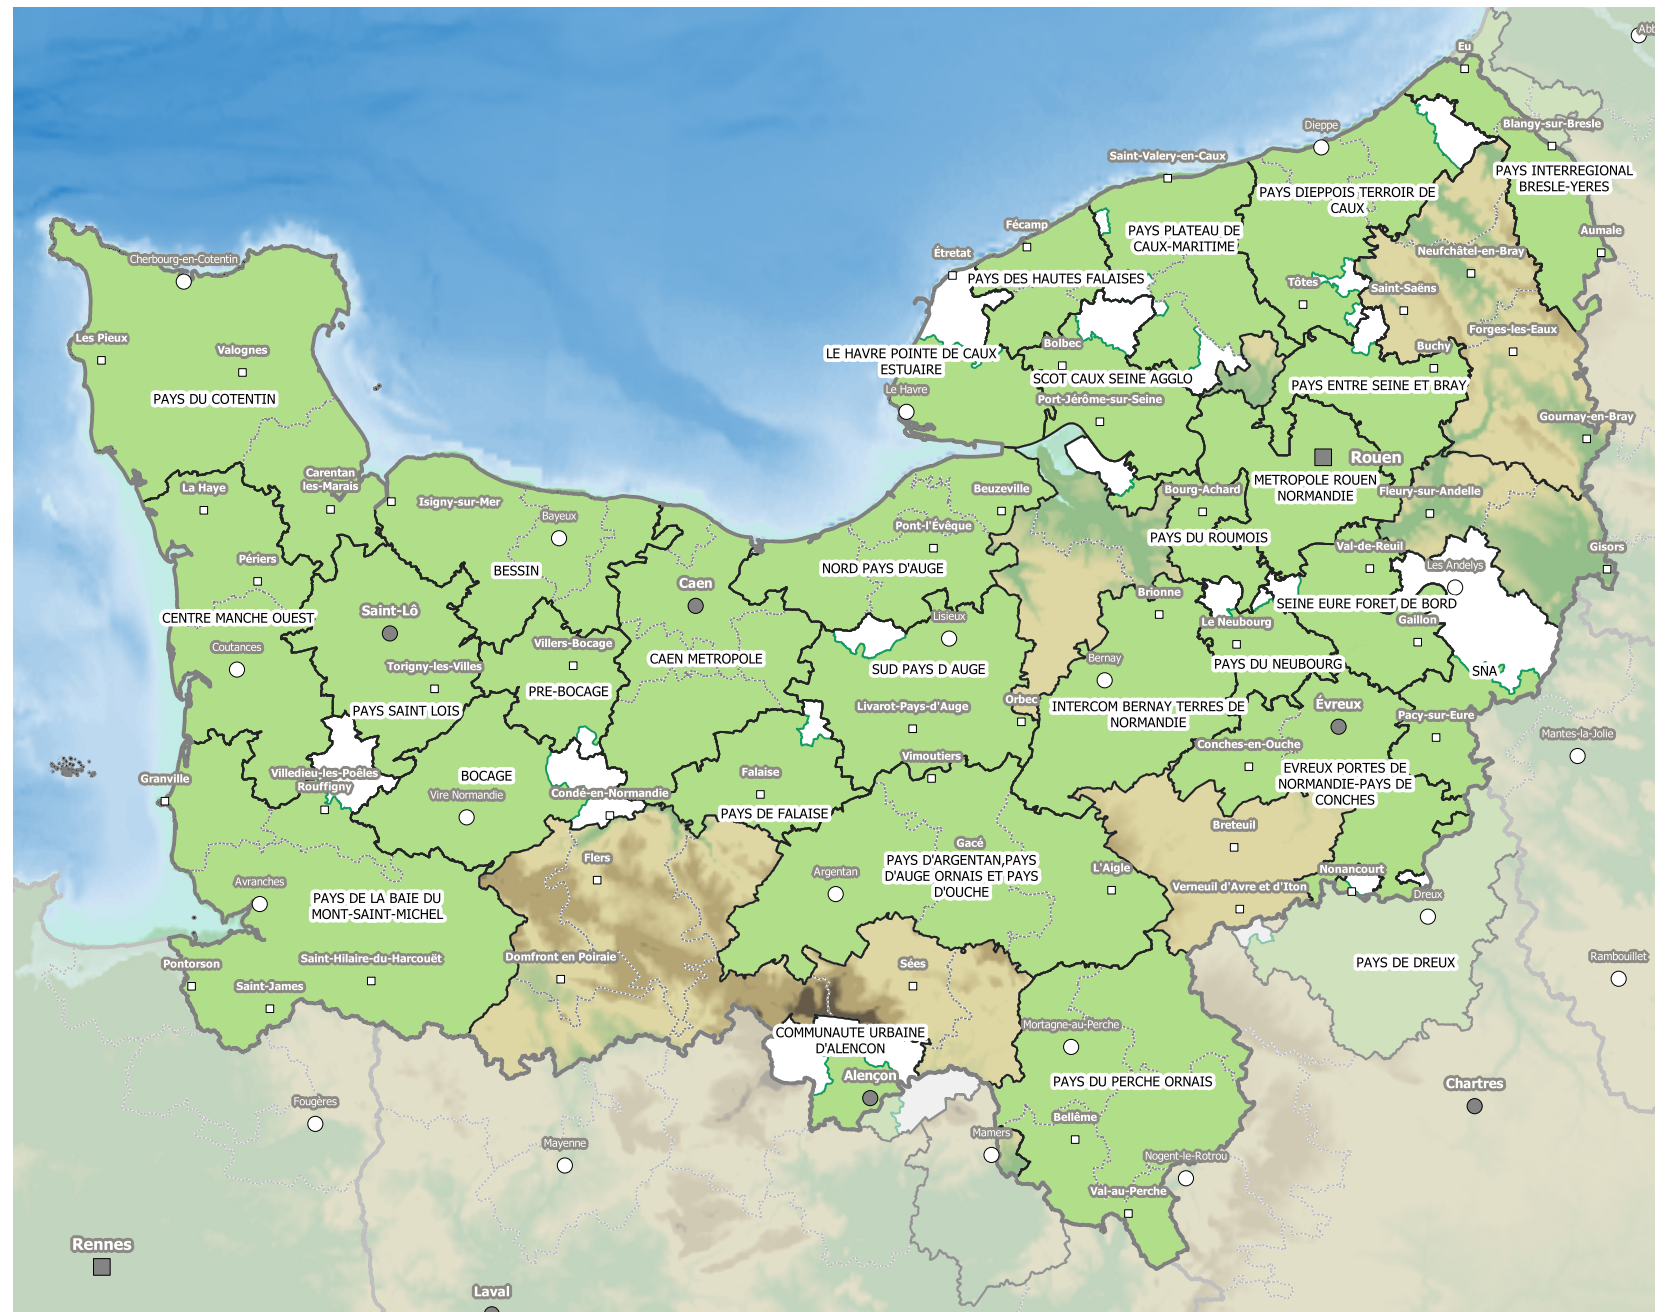 Abb
Eu
Blangy-sur-Bresle
Dieppe
Saint-Valery-en-Caux
PAYS INTERREGIONAL
BRESLE-YERES
PAYS DIEPPOIS TERROIR DE
CAUX
Fécamp
PAYS PLATEAU DE
CAUX-MARITIME
Aumale
Étretat
Neufchâtel-en-Bray
Cherbourg-en-Cotentin
PAYS DES HAUTES FALAISES
Tôtes
Saint-Saëns
Les Pieux
Valognes
Forges-les-Eaux
Bolbec
Buchy
LE HAVRE POINTE DE CAUX
ESTUAIRE
SCOT CAUX SEINE AGGLO
PAYS ENTRE SEINE ET BRAY
Le Havre
PAYS DU COTENTIN
Port-Jérôme-sur-Seine
Gournay-en-Bray
Rouen
Carentan
les-Marais
La Haye
Isigny-sur-Mer
Beuzeville
Bourg-Achard
METROPOLE ROUEN
NORMANDIE
Fleury-sur-Andelle
Bayeux
Pont-l'Évêque
PAYS DU ROUMOIS
Val-de-Reuil
Gisors
Périers
BESSIN
NORD PAYS D'AUGE
Les Andelys
Caen
Brionne
SEINE EURE FORET DE BORD
Saint-Lô
CENTRE MANCHE OUEST
Lisieux
Le Neubourg
Gaillon
Coutances
Villers-Bocage
CAEN METROPOLE
SUD PAYS D AUGE
Bernay
PAYS DU NEUBOURG
SNA
Torigny-les-Villes
PRE-BOCAGE
PAYS SAINT LOIS
Livarot-Pays-d'Auge
Orbec
INTERCOM BERNAY TERRES DE
NORMANDIE
Évreux
Pacy-sur-Eure
Mantes-la-Jolie
Conches-en-Ouche
Granville
Villedieu-les-Poêles
Rouffigny
BOCAGE
Falaise
Vimoutiers
EVREUX PORTES DE
NORMANDIE-PAYS DE
CONCHES
Vire Normandie
Condé-en-Normandie
PAYS DE FALAISE
Breteuil
Flers
Gacé
PAYS D'ARGENTAN,PAYS
D'AUGE ORNAIS ET PAYS
D'OUCHE
Argentan
L'Aigle
Nonancourt
Verneuil d'Avre et d'Iton
Dreux
Avranches
PAYS DE LA BAIE DU
MONT-SAINT-MICHEL
Pontorson
Saint-Hilaire-du-Harcouët
Domfront en Poiraie
Sées
PAYS DE DREUX
Rambouillet
Saint-James
COMMUNAUTE URBAINE
D'ALENCON
Mortagne-au-Perche
Alençon
PAYS DU PERCHE ORNAIS
Chartres
Fougères
Mayenne
Bellême
Mamers
Nogent-le-Rotrou
Val-au-Perche
Rennes
Laval